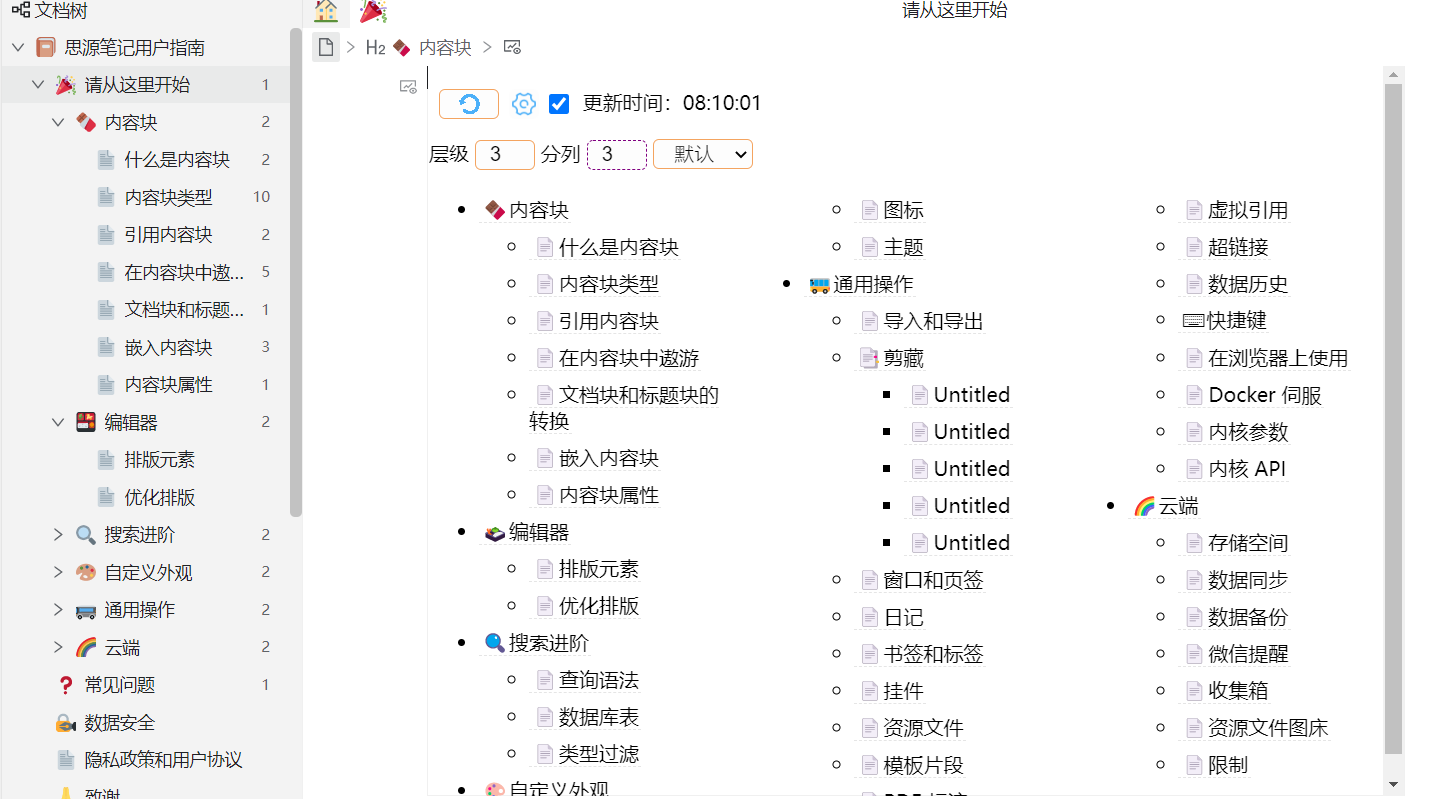 文档树
思源笔记用户指南
请从这里开始 1
内容块 2
什么是内容块 2
内容块类型 10
引用内容块 2
在内容块中遨... 5
文档块和标题... 1
嵌入内容块 3
内容块属性 1
编辑器 2
排版元素
优化排版
搜索进阶 2
自定义外观 2
通用操作 2
云端 2
常见问题 1
数据安全
隐私政策和用户协议
致谢
请从这里开始
H2 内容块
更新时间：08:10:01
层级 3 分列 3 默认
内容块
什么是内容块
内容块类型
引用内容块
在内容块中遨游
文档块和标题块的
转换
嵌入内容块
内容块属性
编辑器
排版元素
优化排版
搜索进阶
查询语法
数据库表
类型过滤
自定义外观
图标
主题
通用操作
导入和导出
剪藏
Untitled
Untitled
Untitled
Untitled
Untitled
窗口和页签
日记
书签和标签
挂件
资源文件
模板片段
PDF 标注
虚拟引用
超链接
数据历史
快捷键
在浏览器上使用
Docker 伺服
内核参数
内核 API
云端
存储空间
数据同步
数据备份
微信提醒
收集箱
资源文件图床
限制